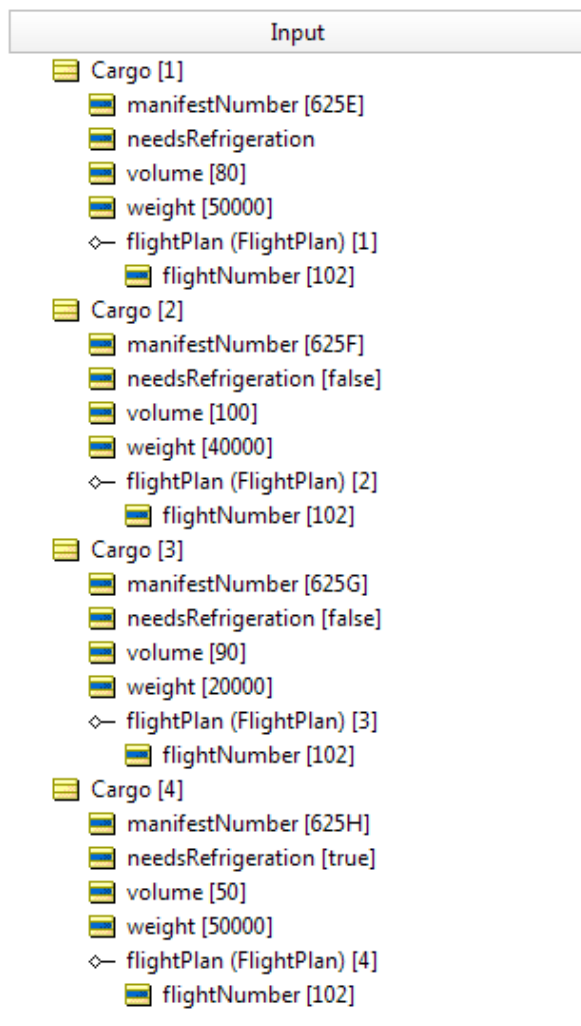 Input
Cargo [1]
manifestNumber [625E]
needsRefrigeration
volume [80]
weight [50000]
flightPlan (FlightPlan) [1]
flightNumber [102]
Cargo [2]
manifestNumber [625F]
needsRefrigeration [false]
volume [100]
weight [40000]
flightPlan (FlightPlan) [2]
flightNumber [102]
Cargo [3]
manifestNumber [625G]
needsRefrigeration [false]
volume [90]
weight [20000]
flightPlan (FlightPlan) [3]
flightNumber [102]
Cargo [4]
manifestNumber [625H]
needsRefrigeration [true]
volume [50]
weight [50000]
flightPlan (FlightPlan) [4]
flightNumber [102]